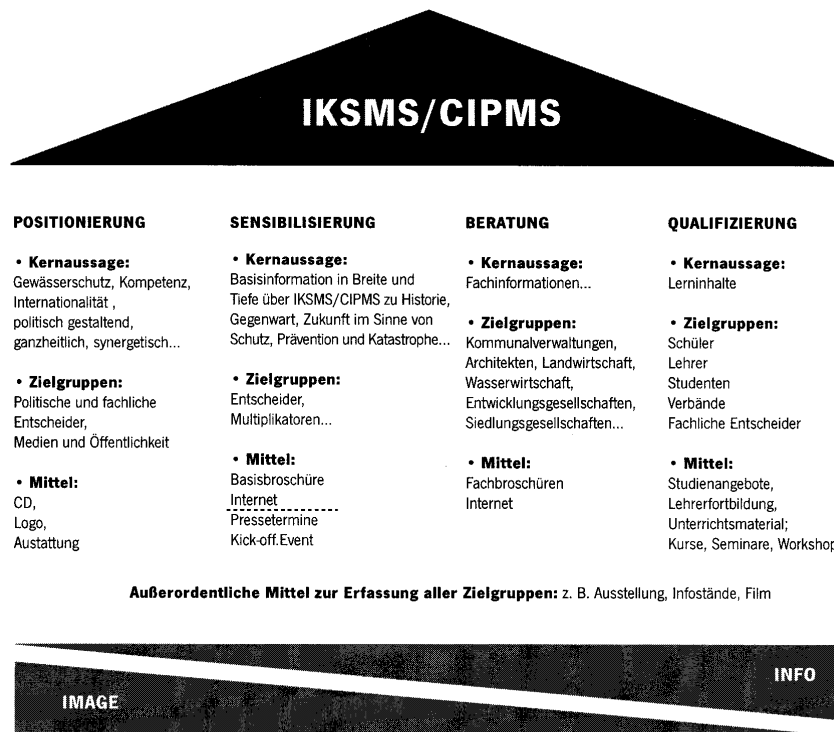 IKSMS/CIPMS
POSITIONIERUNG
• Kernaussage:
Gewässerschutz, Kompetenz,
Internationalität ,
politisch gestaltend,
ganzheitlich, synergetisch...
• Zielgruppen:
Politische und fachliche
Entscheider,
Medien und Öffentlichkeit
• Mittel:
CD,
Logo,
Austattung
SENSIBILISIERUNG
• Kernaussage:
Basisinformation in Breite und
Tiefe über IKSMS/CIPMS zu Historie,
Gegenwart, Zukunft im Sinne von
Schutz, Prävention und Katastrophe...
• Zielgruppen:
Entscheider,
Multiplikatoren...
• Mittel:
Basisbroschüre
Internet
Pressetermine
Kick-off.Event
BERATUNG
• Kernaussage:
Fachinformationen...
• Zielgruppen:
Kommunalverwaltungen,
Architekten, Landwirtschaft,
Wasserwirtschaft,
Entwicklungsgesellschaften,
Siedlungsgesellschaften...
• Mittel:
Fachbroschüren
Internet
QUALIFIZIERUNG
• Kernaussage:
Lerninhalte
• Zielgruppen:
Schüler
Lehrer
Studenten
Verbände
Fachliche Entscheider
• Mittel:
Studienangebote,
Lehrerfortbildung,
Unterrichtsmaterial;
Kurse, Seminare, Workshop
Außerordentliche Mittel zur Erfassung aller Zielgruppen: z. B. Ausstellung, Infostände, Film
INFO
IMAGE